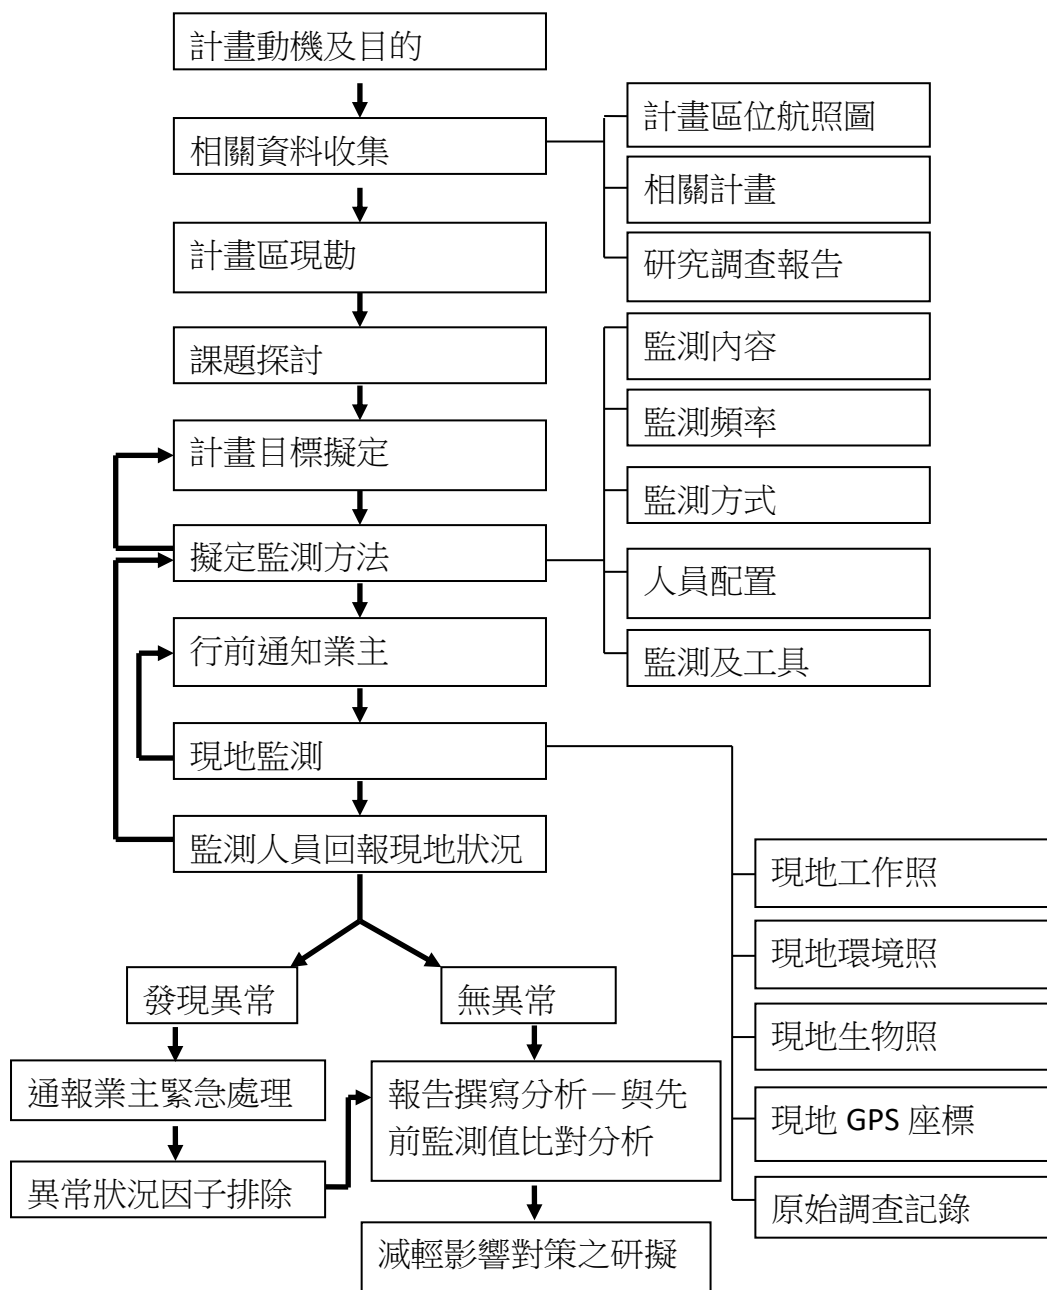 計畫動機及目的
相關資料收集
計畫區位航照圖
相關計畫
研究調查報告
計畫區現勘
課題探討
計畫目標擬定
擬定監測方法
監測內容
監測頻率
監測方式
人員配置
監測及工具
行前通知業主
現地監測
監測人員回報現地狀況
現地工作照
現地環境照
現地生物照
現地 GPS 座標
原始調查記錄
發現異常
無異常
通報業主緊急處理
異常狀況因子排除
報告撰寫分析－與先
前監測值比對分析
減輕影響對策之研擬